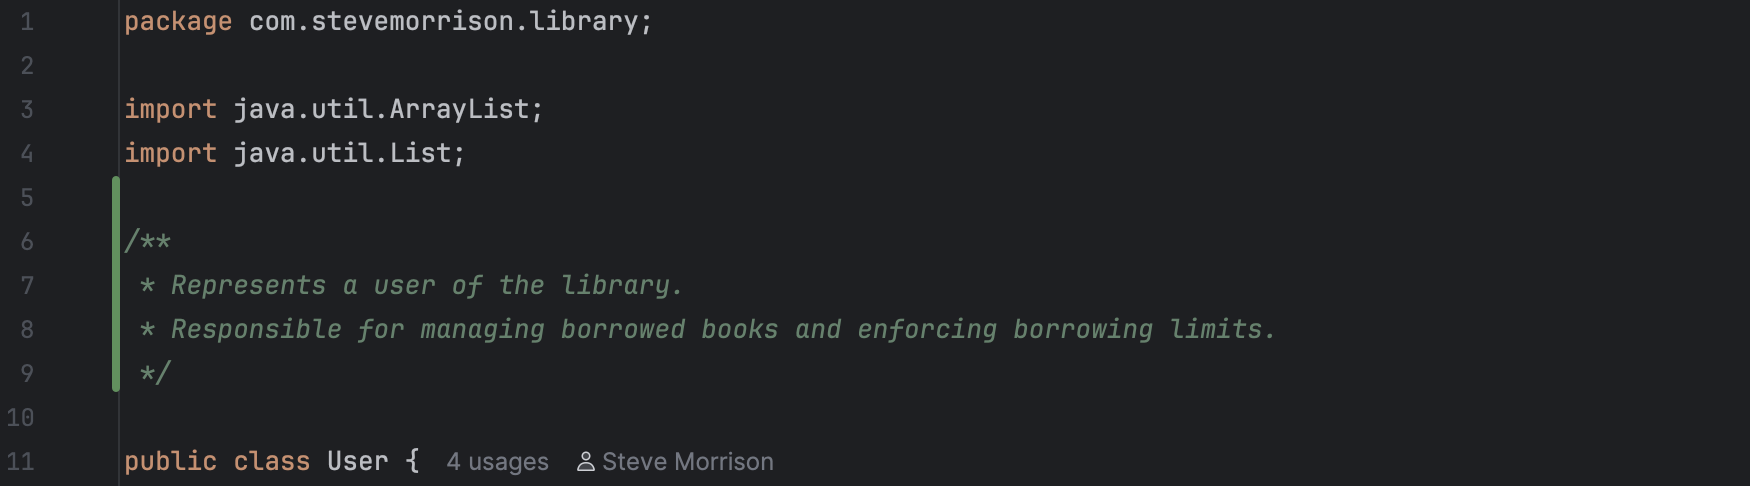 1 package com.stevemorrison.library;
2
3 import java.util.ArrayList;
4 import java.util.List;
5
6 /**
7  * Represents a user of the library.
8  * Responsible for managing borrowed books and enforcing borrowing limits.
9  */
10
11 public class User { 4 usages Steve Morrison